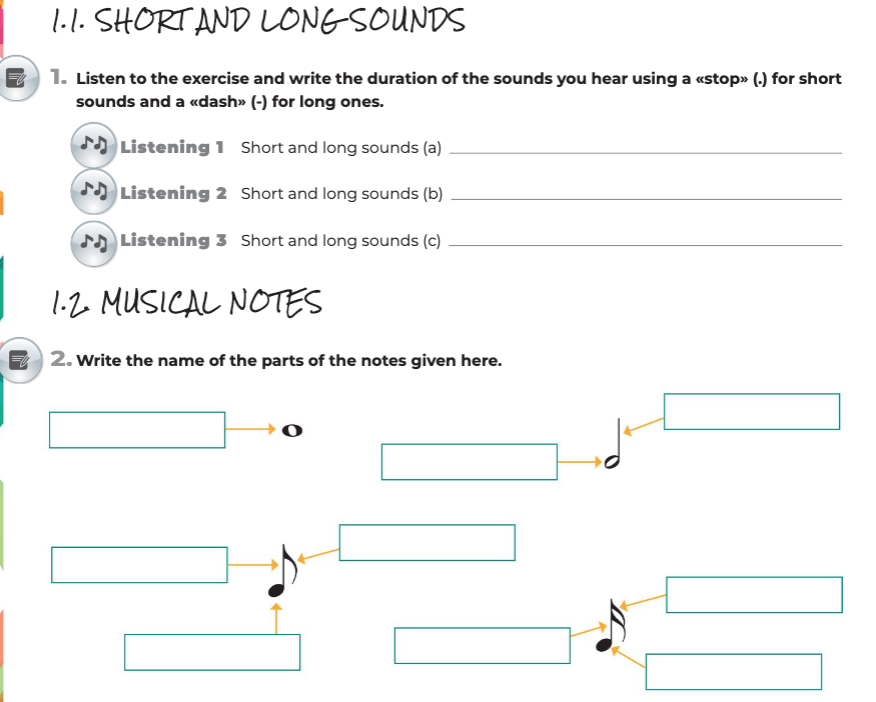 1.1. SHORT AND LONG SOUNDS
1. Listen to the exercise and write the duration of the sounds you hear using a «stop» (.) for short
sounds and a «dash» (-) for long ones.
Listening 1 Short and long sounds (a)
Listening 2 Short and long sounds (b)
Listening 3 Short and long sounds (c)
1.2. MUSICAL NOTES
2. Write the name of the parts of the notes given here.